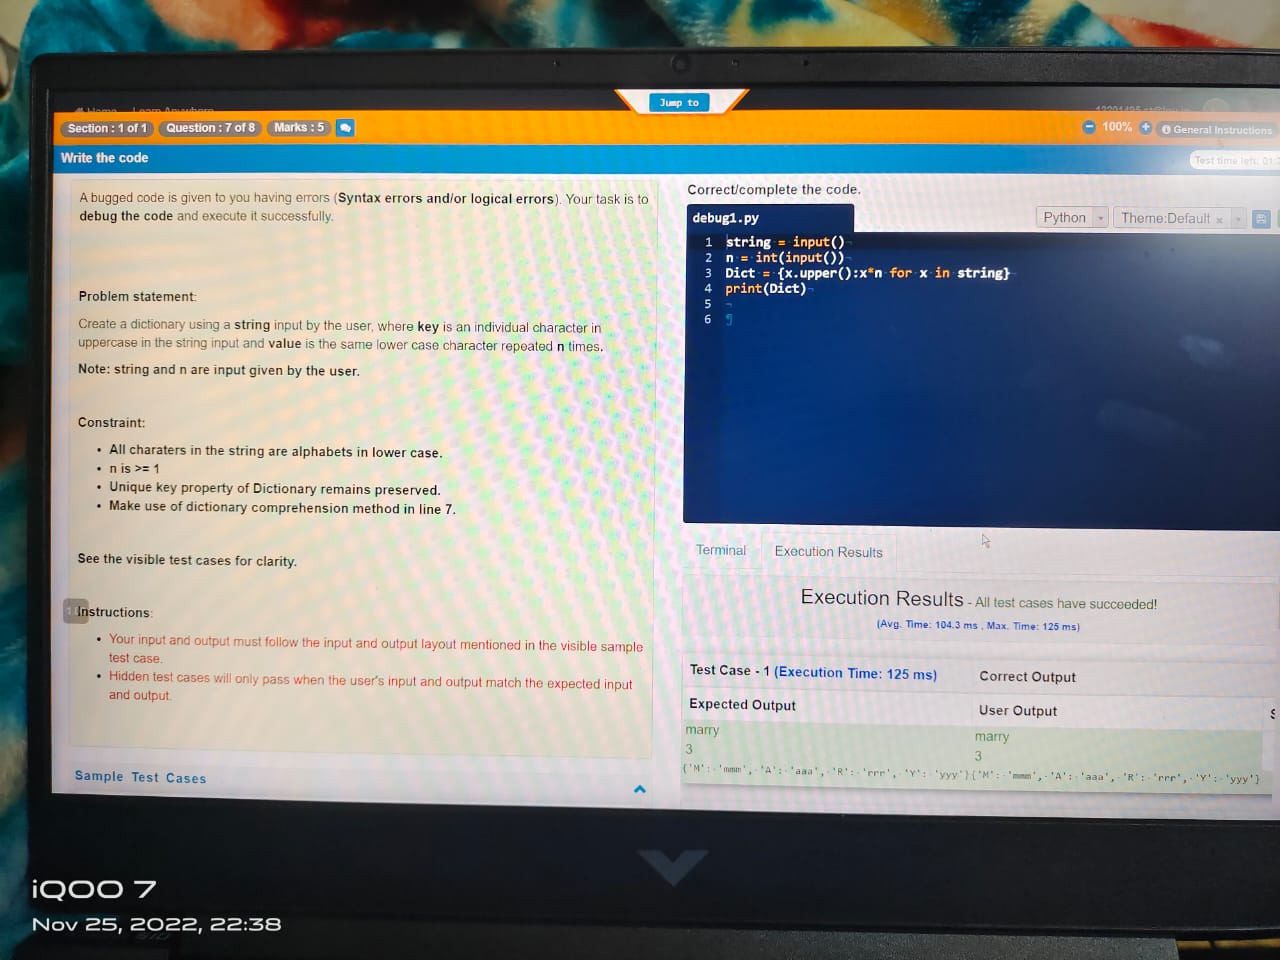 Home Learn Anywhere
Jump to
Section : 1 of 1 Question : 7 of 8 Marks : 5
100% General Instructions
Write the code
Test time left: 01:
A bugged code is given to you having errors (Syntax errors and/or logical errors). Your task is to
debug the code and execute it successfully.
Problem statement:
Create a dictionary using a string input by the user, where key is an individual character in
uppercase in the string input and value is the same lower case character repeated n times.
Note: string and n are input given by the user.
Constraint:
• All charaters in the string are alphabets in lower case.
• n is >= 1
• Unique key property of Dictionary remains preserved.
• Make use of dictionary comprehension method in line 7.
See the visible test cases for clarity.
Instructions:
• Your input and output must follow the input and output layout mentioned in the visible sample
test case.
• Hidden test cases will only pass when the user's input and output match the expected input
and output.
Sample Test Cases
Correct/complete the code.
debug1.py
Python Theme:Default ×
1 string = input()
2 n = int(input())
3 Dict = {x.upper():x*n for x in string}
4 print(Dict)
5
6
Terminal Execution Results
Execution Results - All test cases have succeeded!
(Avg. Time: 104.3 ms , Max. Time: 125 ms)
Test Case - 1 (Execution Time: 125 ms) Correct Output
Expected Output User Output
marry marry
3 3
{'M':·'mmm',·'A':·'aaa',·'R':·'rrr',·'Y':·'yyy'} {'M':·'mmm',·'A':·'aaa',·'R':·'rrr',·'Y':·'yyy'}
iQOO 7
Nov 25, 2022, 22:38